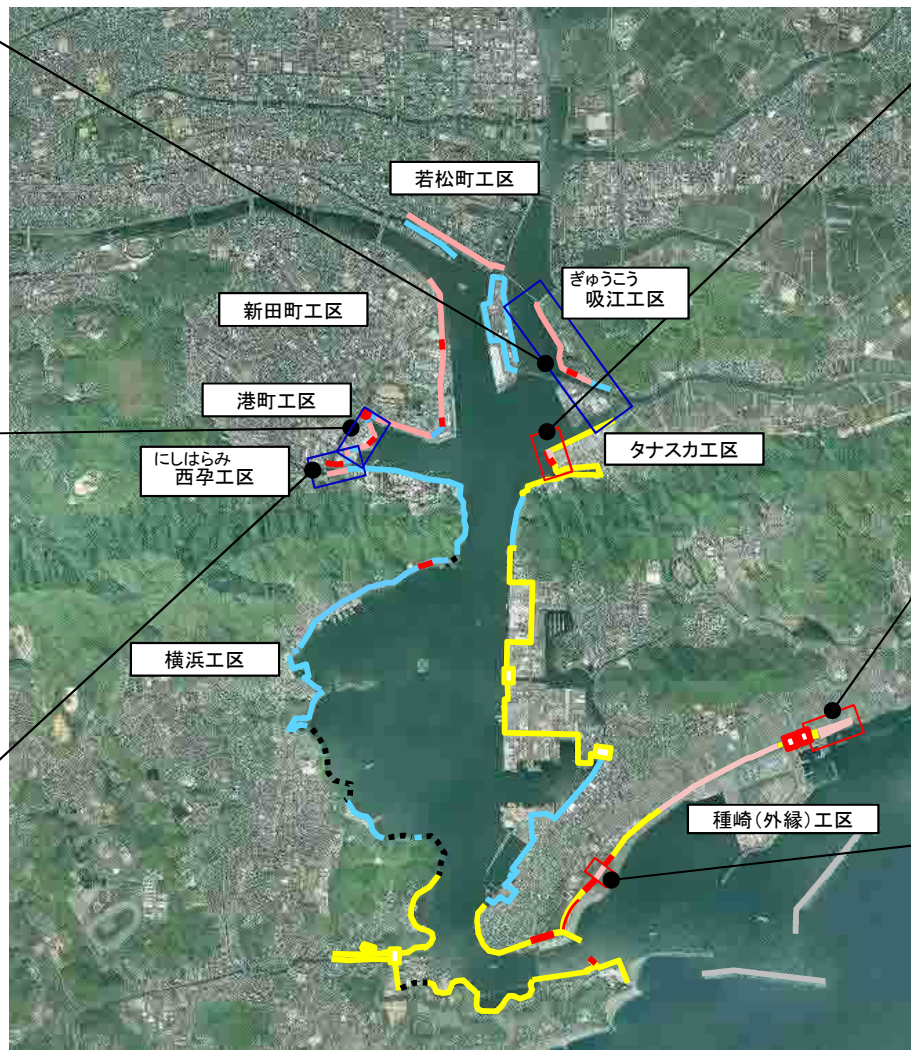 若松町工区
ぎゅうこう
吸江工区
新田町工区
港町工区
タナスカ工区
にしはらみ
西孕工区
横浜工区
種崎(外縁)工区